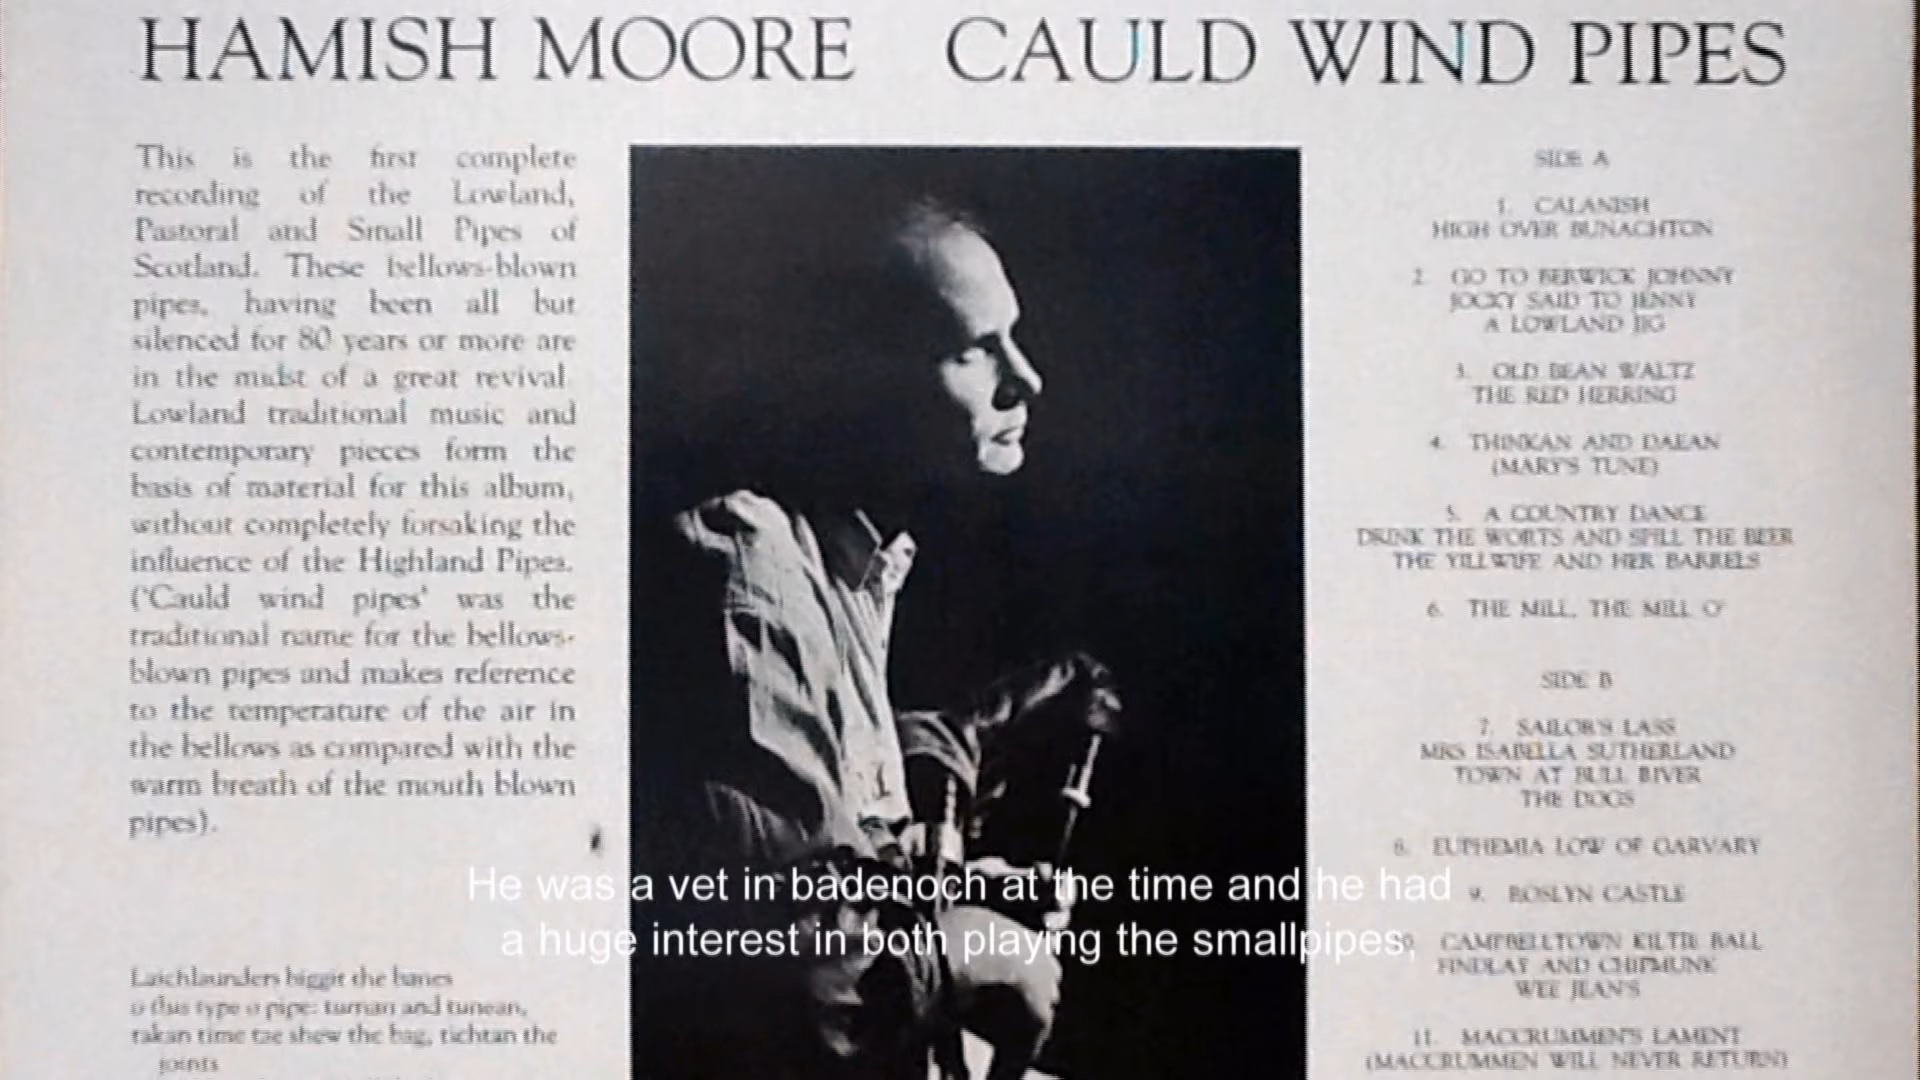 HAMISH MOORE CAULD WIND PIPES
This is the first complete
recording of the Lowland,
Pastoral and Small Pipes of
Scotland. These bellows-blown
pipes, having been all but
silenced for 80 years or more are
in the midst of a great revival.
Lowland traditional music and
contemporary pieces form the
basis of material for this album,
without completely forsaking the
influence of the Highland Pipes.
('Cauld wind pipes' was the
traditional name for the bellows-
blown pipes and makes reference
to the temperature of the air in
the bellows as compared with the
warm breath of the mouth blown
pipes).
Laichlaunders biggit the banes
o this type o pipe: turnan and tunean,
takan time tae shew the bag, tichtan the
joints
SIDE A
1. CALANISH
HIGH OVER BUNACHTON
2. GO TO BERWICK JOHNNY
JOCKY SAID TO JENNY
A LOWLAND JIG
3. OLD BEAN WALTZ
THE RED HERRING
4. THINKAN AND DAEAN
(MARY'S TUNE)
5. A COUNTRY DANCE
DRINK THE WORTS AND SPILL THE BEER
THE YILLWIFE AND HER BARRELS
6. THE MILL, THE MILL O'
SIDE B
7. SAILOR'S LASS
MRS ISABELLA SUTHERLAND
TOWN AT BULL RIVER
THE DOGS
8. EUPHEMIA LOW OF GARVARY
9. ROSLYN CASTLE
10. CAMPBELLTOWN KILTIE BALL
FINDLAY AND CHIPMUNK
WEE JEAN'S
11. MACCRUMMEN'S LAMENT
(MACCRUMMEN WILL NEVER RETURN)
He was a vet in badenoch at the time and he had
a huge interest in both playing the smallpipes,